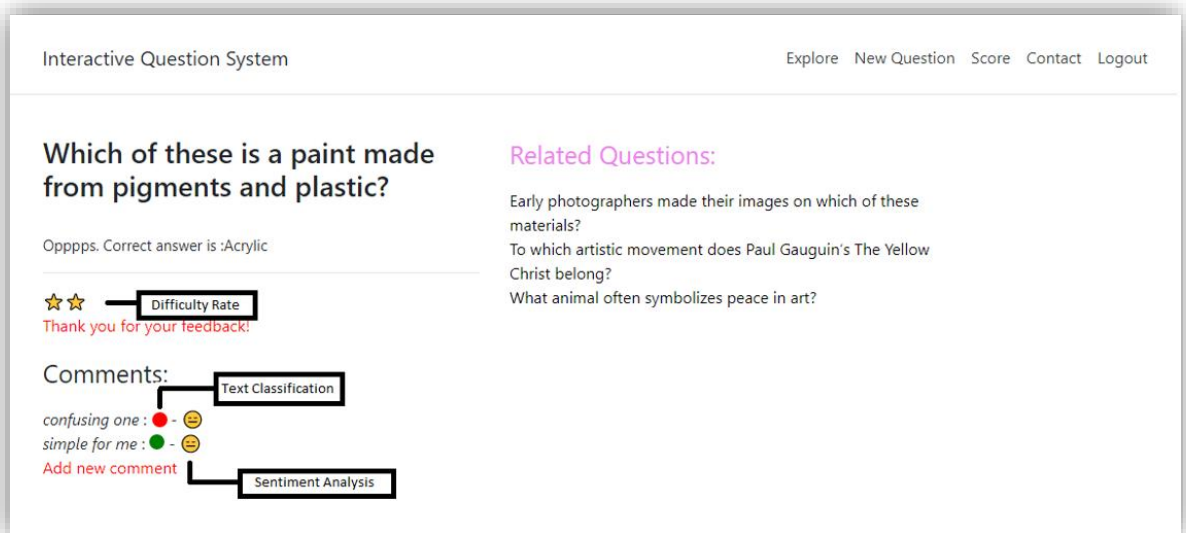 Interactive Question System
Explore New Question Score Contact Logout
Which of these is a paint made
from pigments and plastic?
Opppps. Correct answer is :Acrylic
Difficulty Rate
Thank you for your feedback!
Comments:
Text Classification
confusing one : -
simple for me : -
Add new comment
Sentiment Analysis
Related Questions:
Early photographers made their images on which of these
materials?
To which artistic movement does Paul Gauguin's The Yellow
Christ belong?
What animal often symbolizes peace in art?